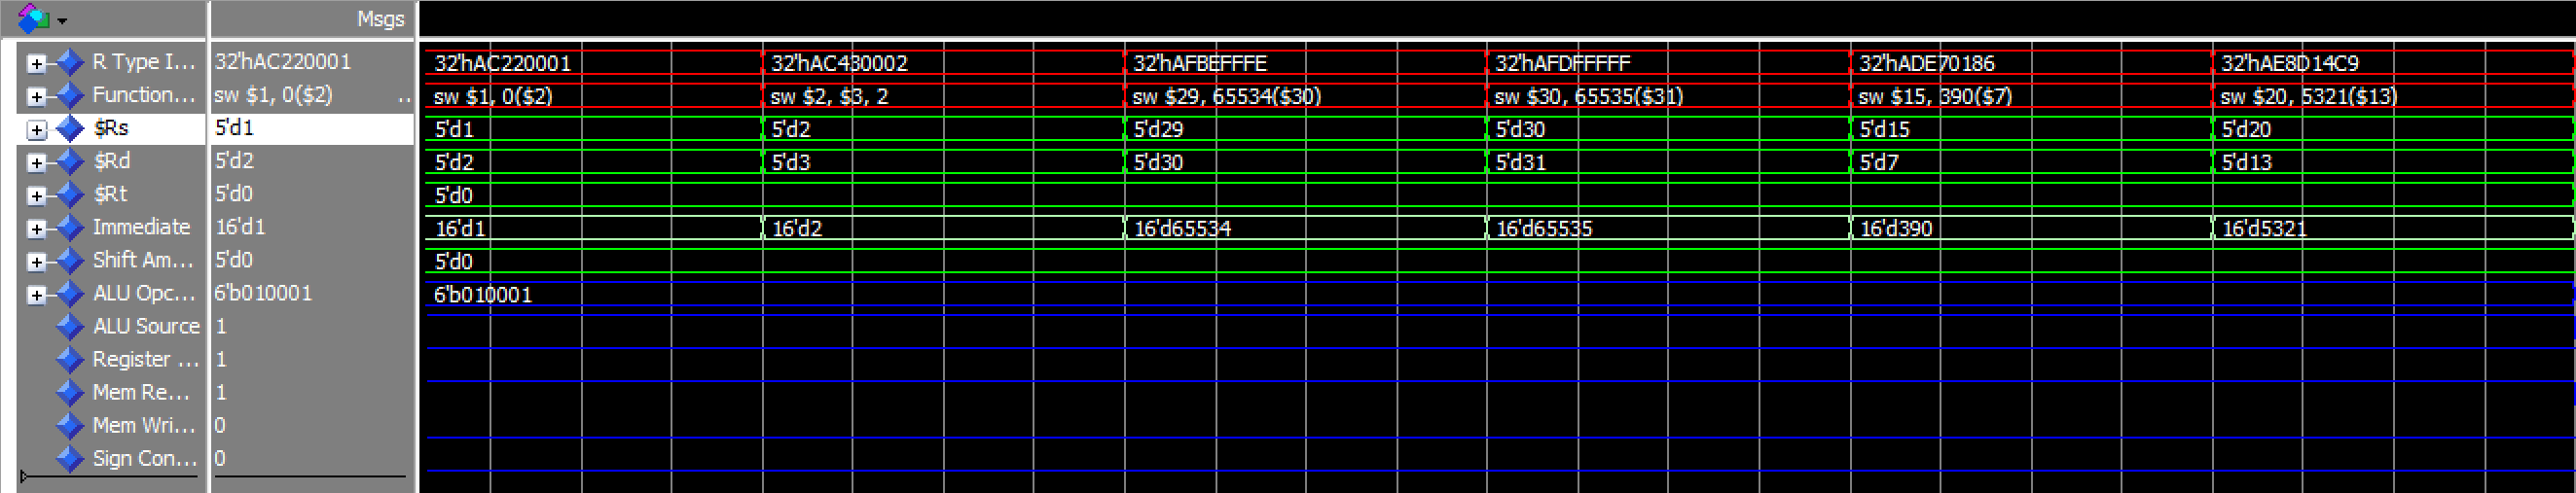 Msgs
R Type I... 32'hAC220001 32'hAC220001 32'hAC430002 32'hAFBEFFFE 32'hAFDFFFFF 32'hADE70186 32'hAE8D14C9
Function... sw $1, 0($2) .. sw $1, 0($2) sw $2, $3, 2 sw $29, 65534($30) sw $30, 65535($31) sw $15, 390($7) sw $20, 5321($13)
$Rs 5'd1 5'd1 5'd2 5'd29 5'd30 5'd15 5'd20
$Rd 5'd2 5'd2 5'd3 5'd30 5'd31 5'd7 5'd13
$Rt 5'd0 5'd0
Immediate 16'd1 16'd1 16'd2 16'd65534 16'd65535 16'd390 16'd5321
Shift Am... 5'd0 5'd0
ALU Opc... 6'b010001 6'b010001
ALU Source 1
Register ... 1
Mem Re... 1
Mem Wri... 0
Sign Con... 0